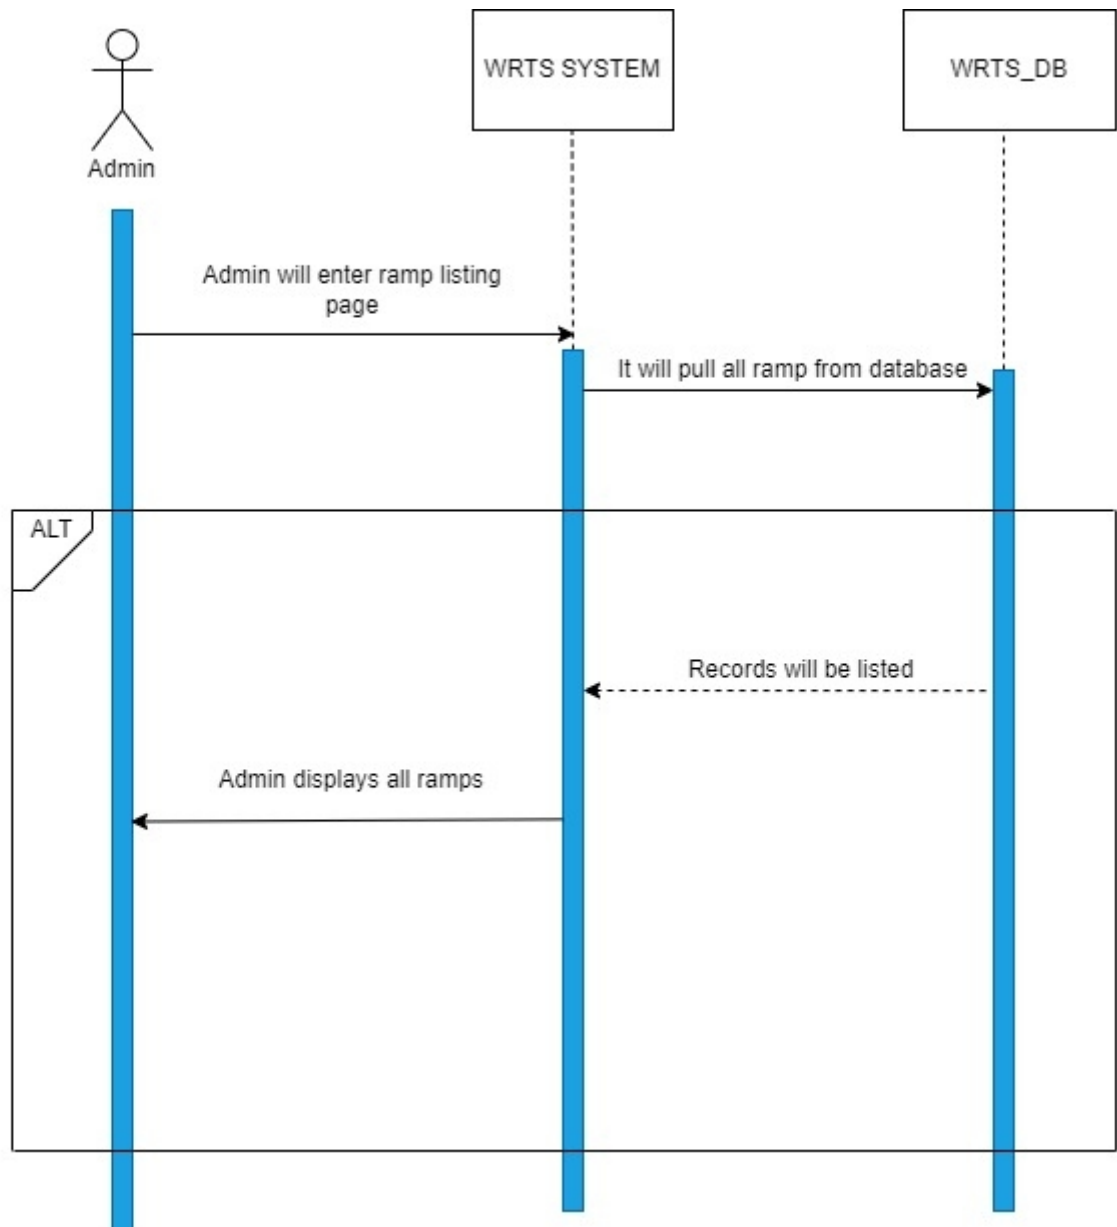 WRTS SYSTEM
WRTS_DB
Admin
Admin will enter ramp listing
page
It will pull all ramp from database
ALT
Records will be listed
Admin displays all ramps